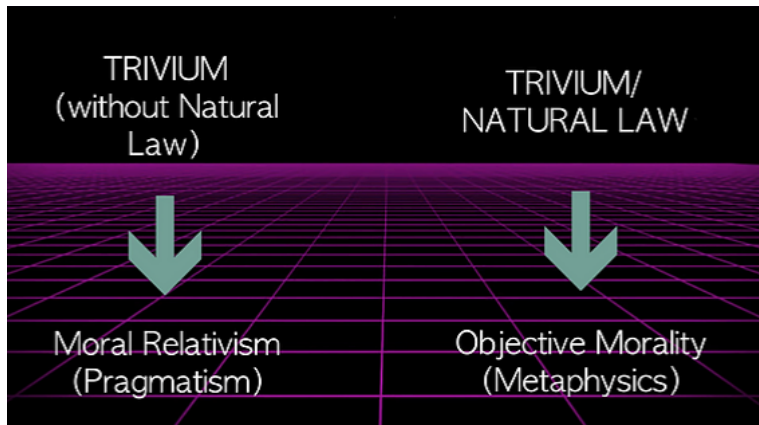 TRIVIUM
(without Natural
Law)
TRIVIUM/
NATURAL LAW
Moral Relativism
(Pragmatism)
Objective Morality
(Metaphysics)